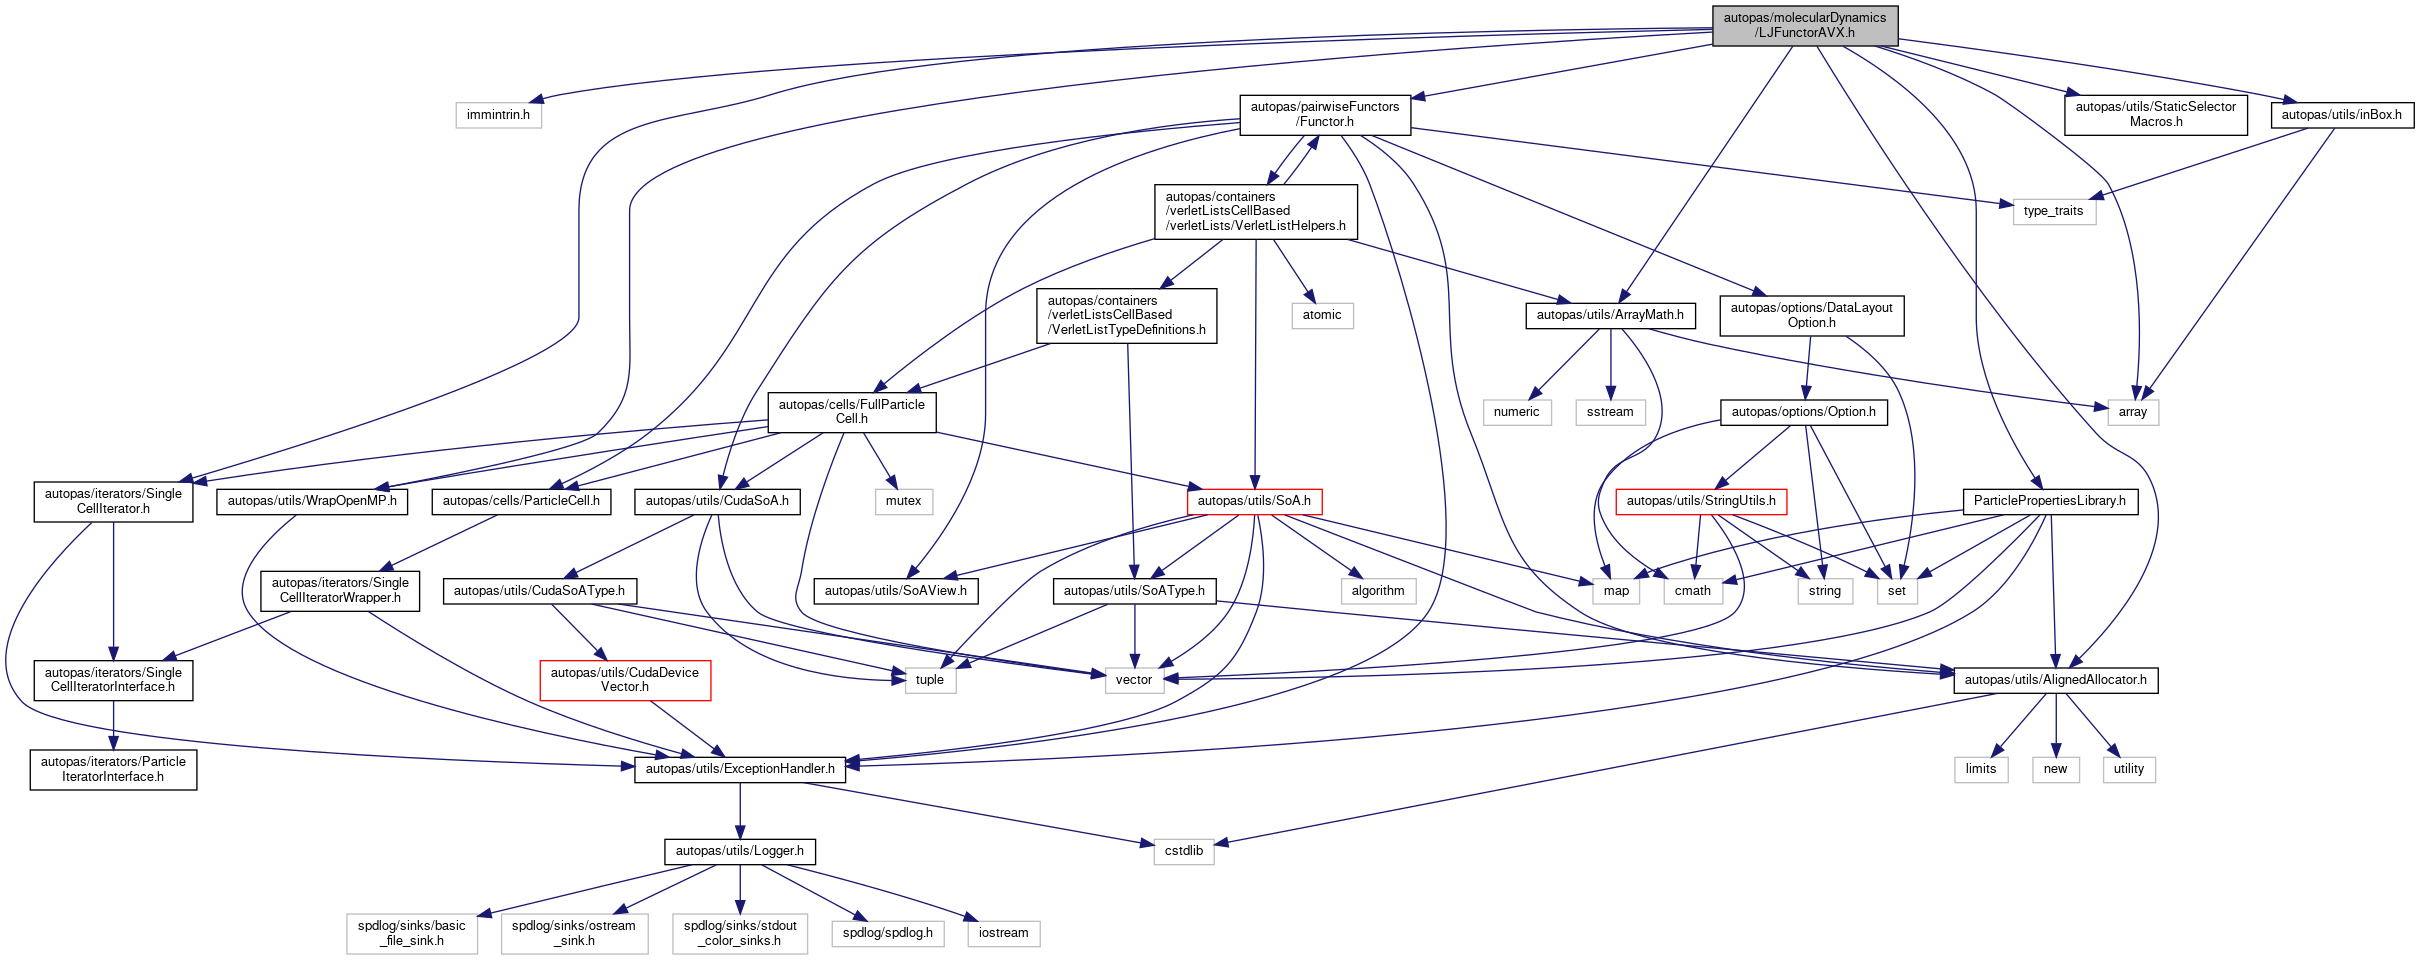 autopas/molecularDynamics
/LJFunctorAVX.h
immintrin.h
autopas/pairwiseFunctors
/Functor.h
autopas/utils/StaticSelector
Macros.h
autopas/utils/inBox.h
autopas/containers
/verletListsCellBased
/verletLists/VerletListHelpers.h
type_traits
autopas/containers
/verletListsCellBased
/VerletListTypeDefinitions.h
atomic
autopas/utils/ArrayMath.h
autopas/options/DataLayout
Option.h
autopas/cells/FullParticle
Cell.h
numeric
sstream
autopas/options/Option.h
array
autopas/iterators/Single
CellIterator.h
autopas/utils/WrapOpenMP.h
autopas/cells/ParticleCell.h
autopas/utils/CudaSoA.h
mutex
autopas/utils/SoA.h
autopas/utils/StringUtils.h
ParticlePropertiesLibrary.h
autopas/iterators/Single
CellIteratorWrapper.h
autopas/utils/CudaSoAType.h
autopas/utils/SoAView.h
autopas/utils/SoAType.h
algorithm
map
cmath
string
set
autopas/iterators/Single
CellIteratorInterface.h
autopas/utils/CudaDevice
Vector.h
tuple
vector
autopas/utils/AlignedAllocator.h
autopas/iterators/Particle
IteratorInterface.h
autopas/utils/ExceptionHandler.h
limits
new
utility
autopas/utils/Logger.h
cstdlib
spdlog/sinks/basic
_file_sink.h
spdlog/sinks/ostream
_sink.h
spdlog/sinks/stdout
_color_sinks.h
spdlog/spdlog.h
iostream